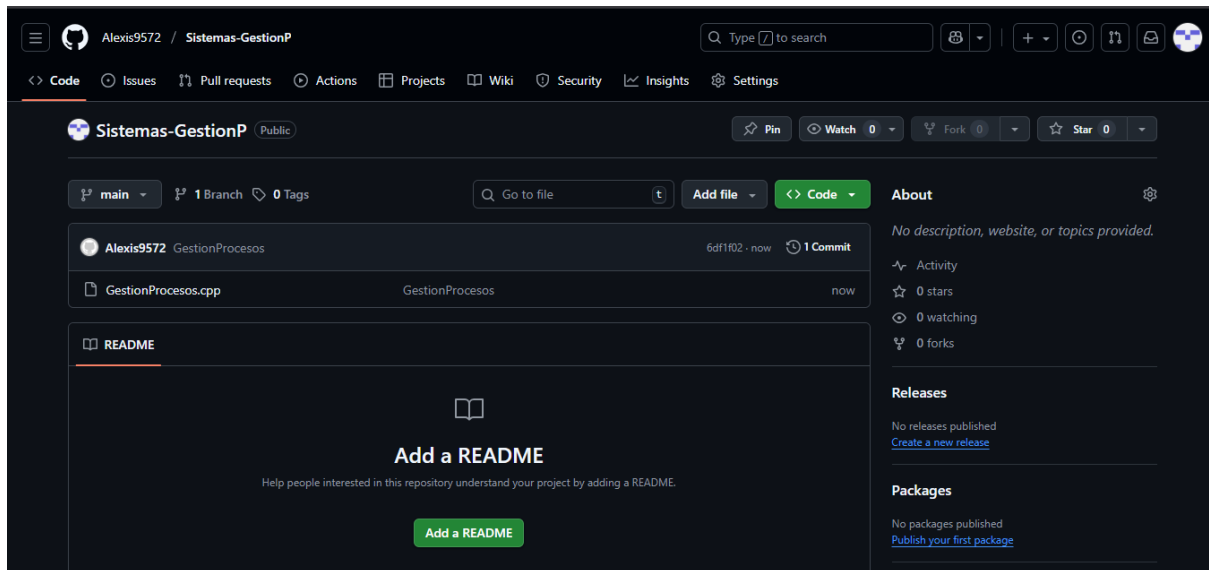 Alexis9572 / Sistemas-GestionP
Type / to search
Code Issues Pull requests Actions Projects Wiki Security Insights Settings
Sistemas-GestionP Public
Pin Watch 0 Fork 0 Star 0
main 1 Branch 0 Tags Go to file t Add file Code
Alexis9572 GestionProcesos 6df1f02 · now 1 Commit
GestionProcesos.cpp GestionProcesos now
README
Add a README
Help people interested in this repository understand your project by adding a README.
Add a README
About
No description, website, or topics provided.
Activity
0 stars
0 watching
0 forks
Releases
No releases published
Create a new release
Packages
No packages published
Publish your first package